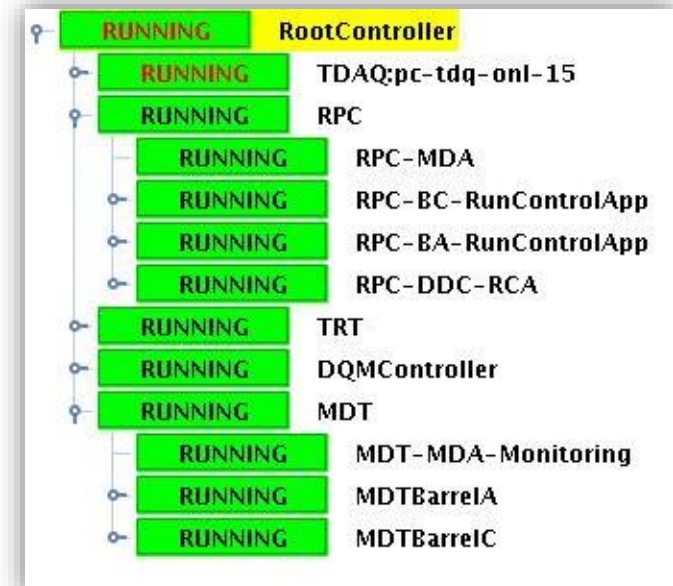 RUNNING RootController
RUNNING TDAQ:pc-tdq-onl-15
RUNNING RPC
RUNNING RPC-MDA
RUNNING RPC-BC-RunControlApp
RUNNING RPC-BA-RunControlApp
RUNNING RPC-DDC-RCA
RUNNING TRT
RUNNING DQMController
RUNNING MDT
RUNNING MDT-MDA-Monitoring
RUNNING MDTBarrelA
RUNNING MDTBarrelC